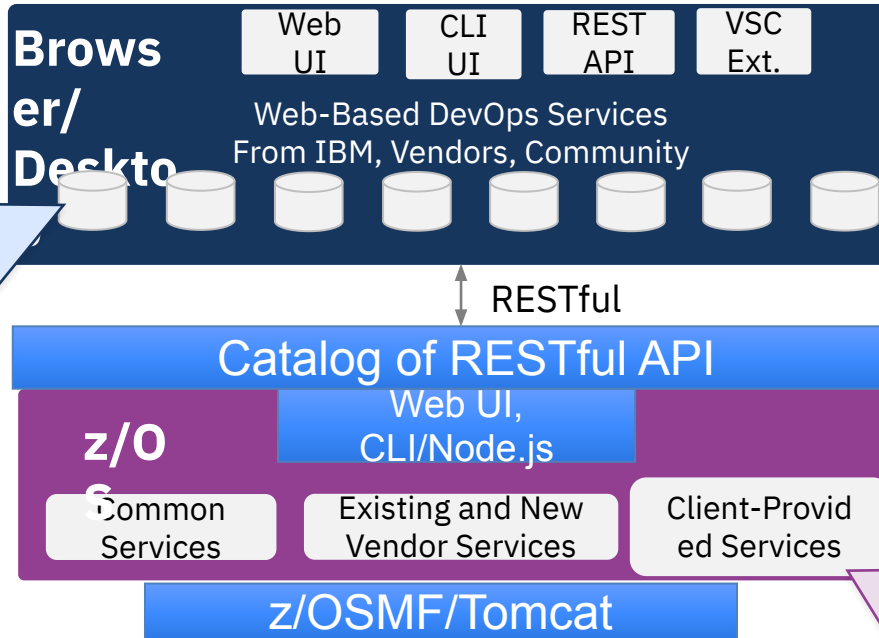 Brows
er/
Deskto
Web
UI
CLI
UI
REST
API
VSC
Ext.
Web-Based DevOps Services
From IBM, Vendors, Community
RESTful
Catalog of RESTful API
Web UI,
CLI/Node.js
z/O
S
Common
Services
Existing and New
Vendor Services
Client-Provid
ed Services
z/OSMF/Tomcat